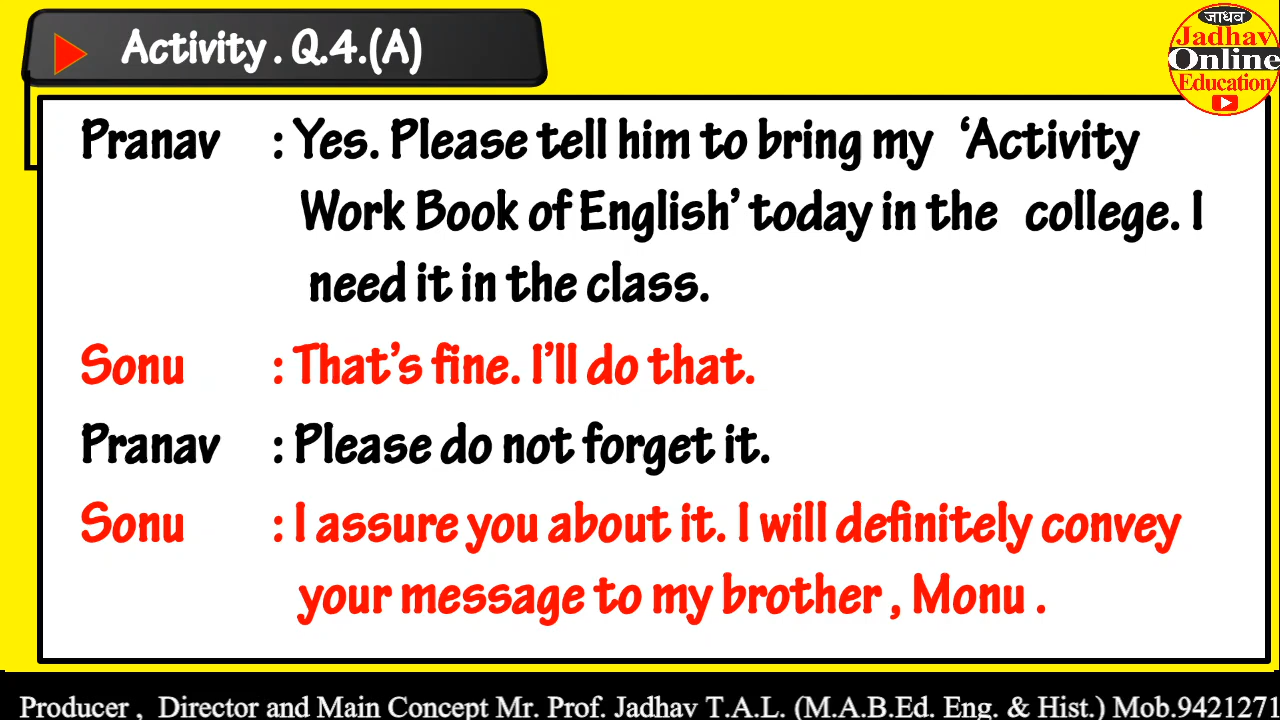 Activity . Q.4.(A)
जाधव
Jadhav
Online
Education
Pranav : Yes. Please tell him to bring my ‘Activity
Work Book of English’ today in the college. I
need it in the class.
Sonu : That’s fine. I’ll do that.
Pranav : Please do not forget it.
Sonu : I assure you about it. I will definitely convey
your message to my brother , Monu .
Producer , Director and Main Concept Mr. Prof. Jadhav T.A.L. (M.A.B.Ed. Eng. & Hist.) Mob.9421271